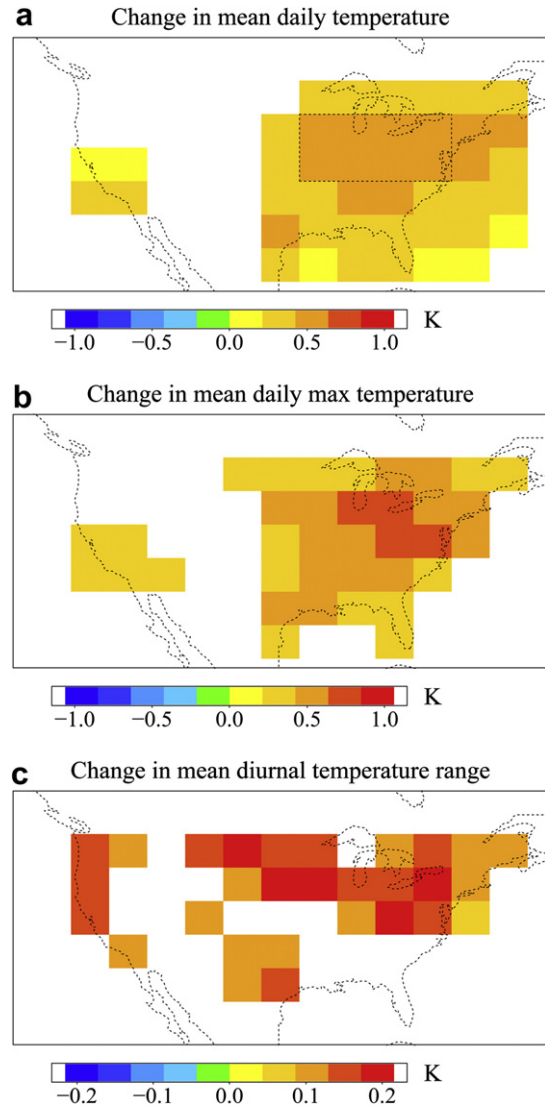 a
Change in mean daily temperature
−1.0 −0.5 0.0 0.5 1.0 K
b
Change in mean daily max temperature
−1.0 −0.5 0.0 0.5 1.0 K
c
Change in mean diurnal temperature range
−0.2 −0.1 0.0 0.1 0.2 K